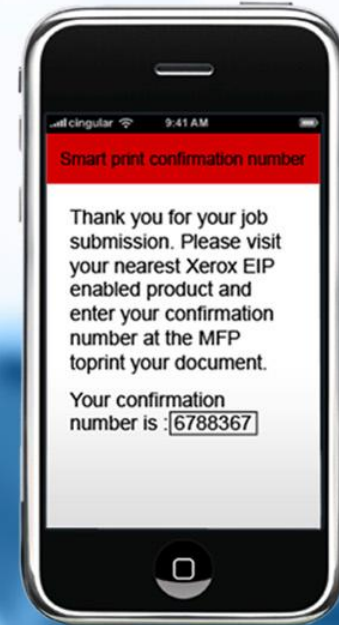 cingular 9:41 AM
Smart print confirmation number
Thank you for your job
submission. Please visit
your nearest Xerox EIP
enabled product and
enter your confirmation
number at the MFP
toprint your document.
Your confirmation
number is : 6788367